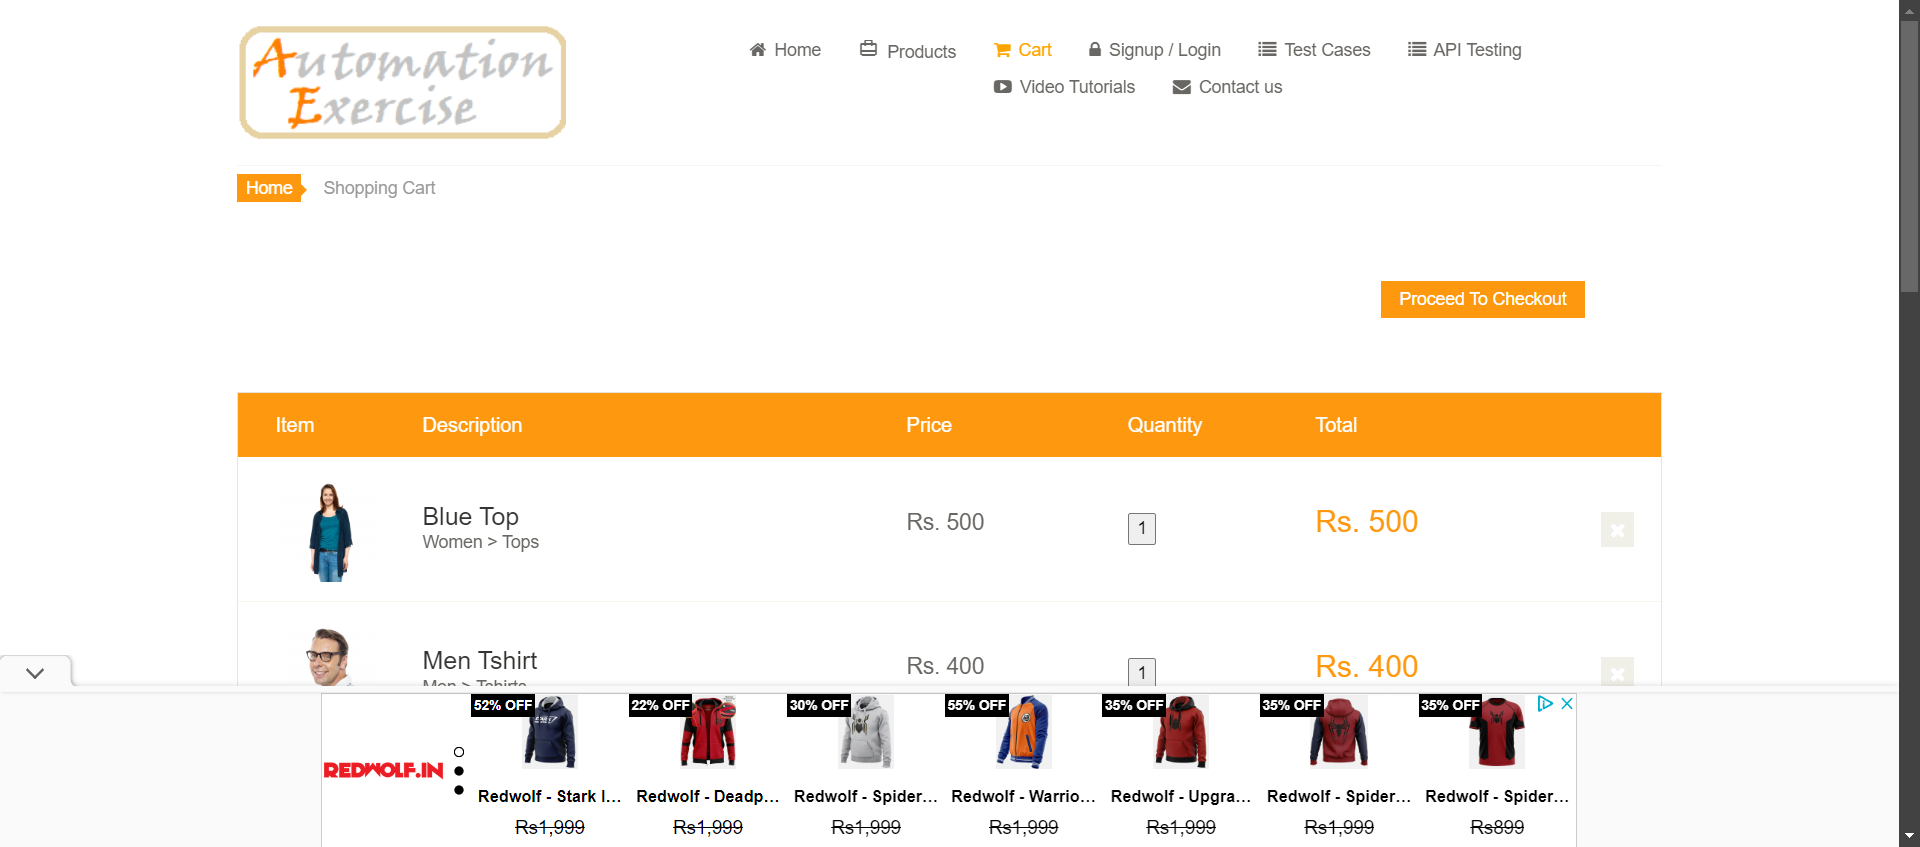 Automation
Exercise
Home
Products
Cart
Signup / Login
Test Cases
API Testing
Video Tutorials
Contact us
Home
Shopping Cart
Proceed To Checkout
Item Description Price Quantity Total
Blue Top
Women > Tops
Rs. 500
1
Rs. 500
Men Tshirt
Men > Tshirts
Rs. 400
1
Rs. 400
REDWOLF.IN
52% OFF
Redwolf - Stark I...
Rs1,999
22% OFF
Redwolf - Deadp...
Rs1,999
30% OFF
Redwolf - Spider...
Rs1,999
55% OFF
Redwolf - Warrio...
Rs1,999
35% OFF
Redwolf - Upgra...
Rs1,999
35% OFF
Redwolf - Spider...
Rs1,999
35% OFF
Redwolf - Spider...
Rs899